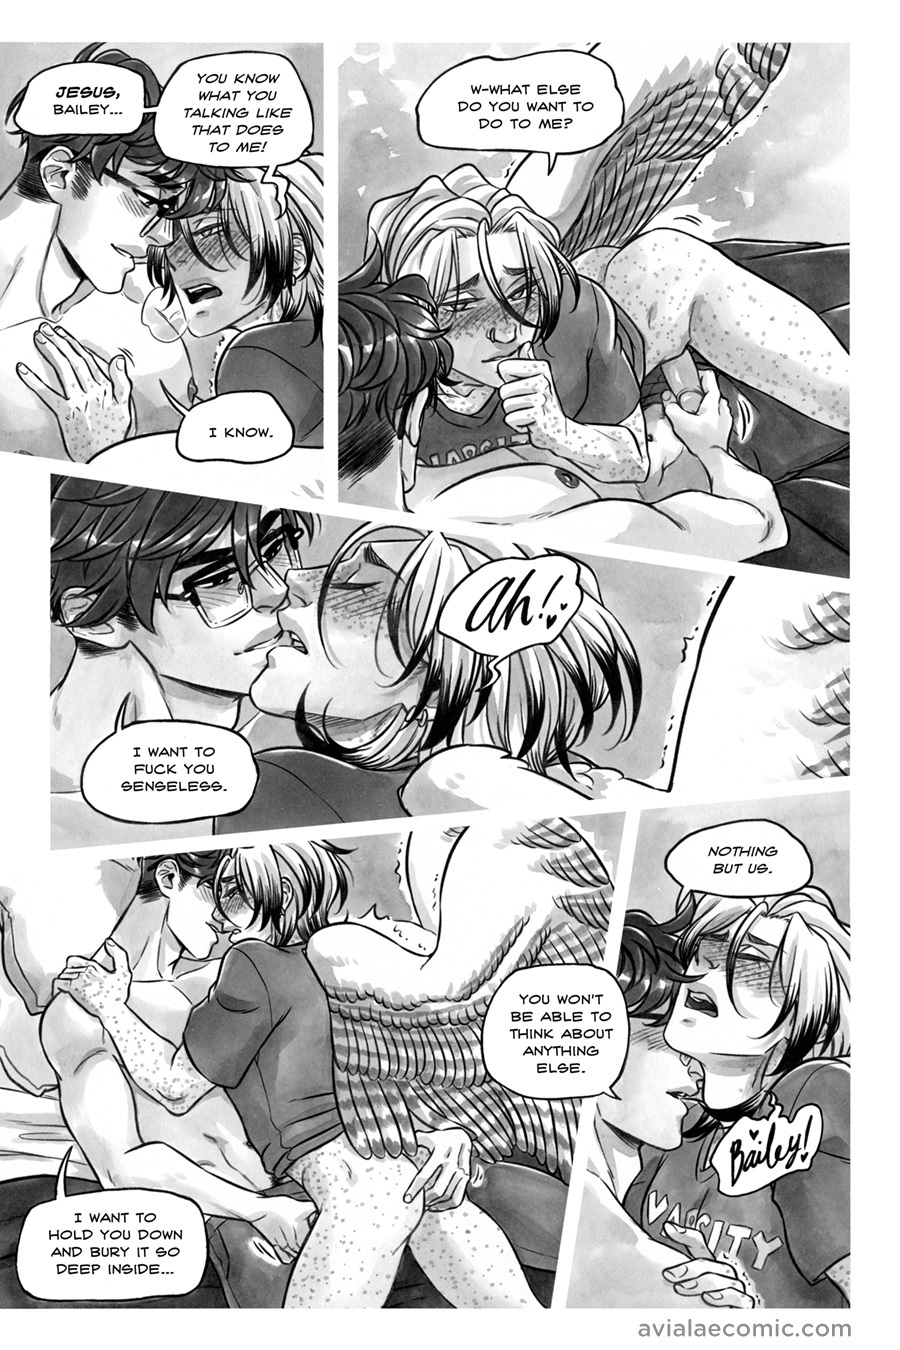 JESUS,
BAILEY...
YOU KNOW
WHAT YOU
TALKING LIKE
THAT DOES
TO ME!
I KNOW.
W-WHAT ELSE
DO YOU WANT TO
DO TO ME?
VARSITY
Ah!
I WANT TO
FUCK YOU
SENSELESS.
YOU WON'T
BE ABLE TO
THINK ABOUT
ANYTHING
ELSE.
I WANT TO
HOLD YOU DOWN
AND BURY IT SO
DEEP INSIDE...
NOTHING
BUT US.
Bailey!
VARSITY
avialaecomic.com